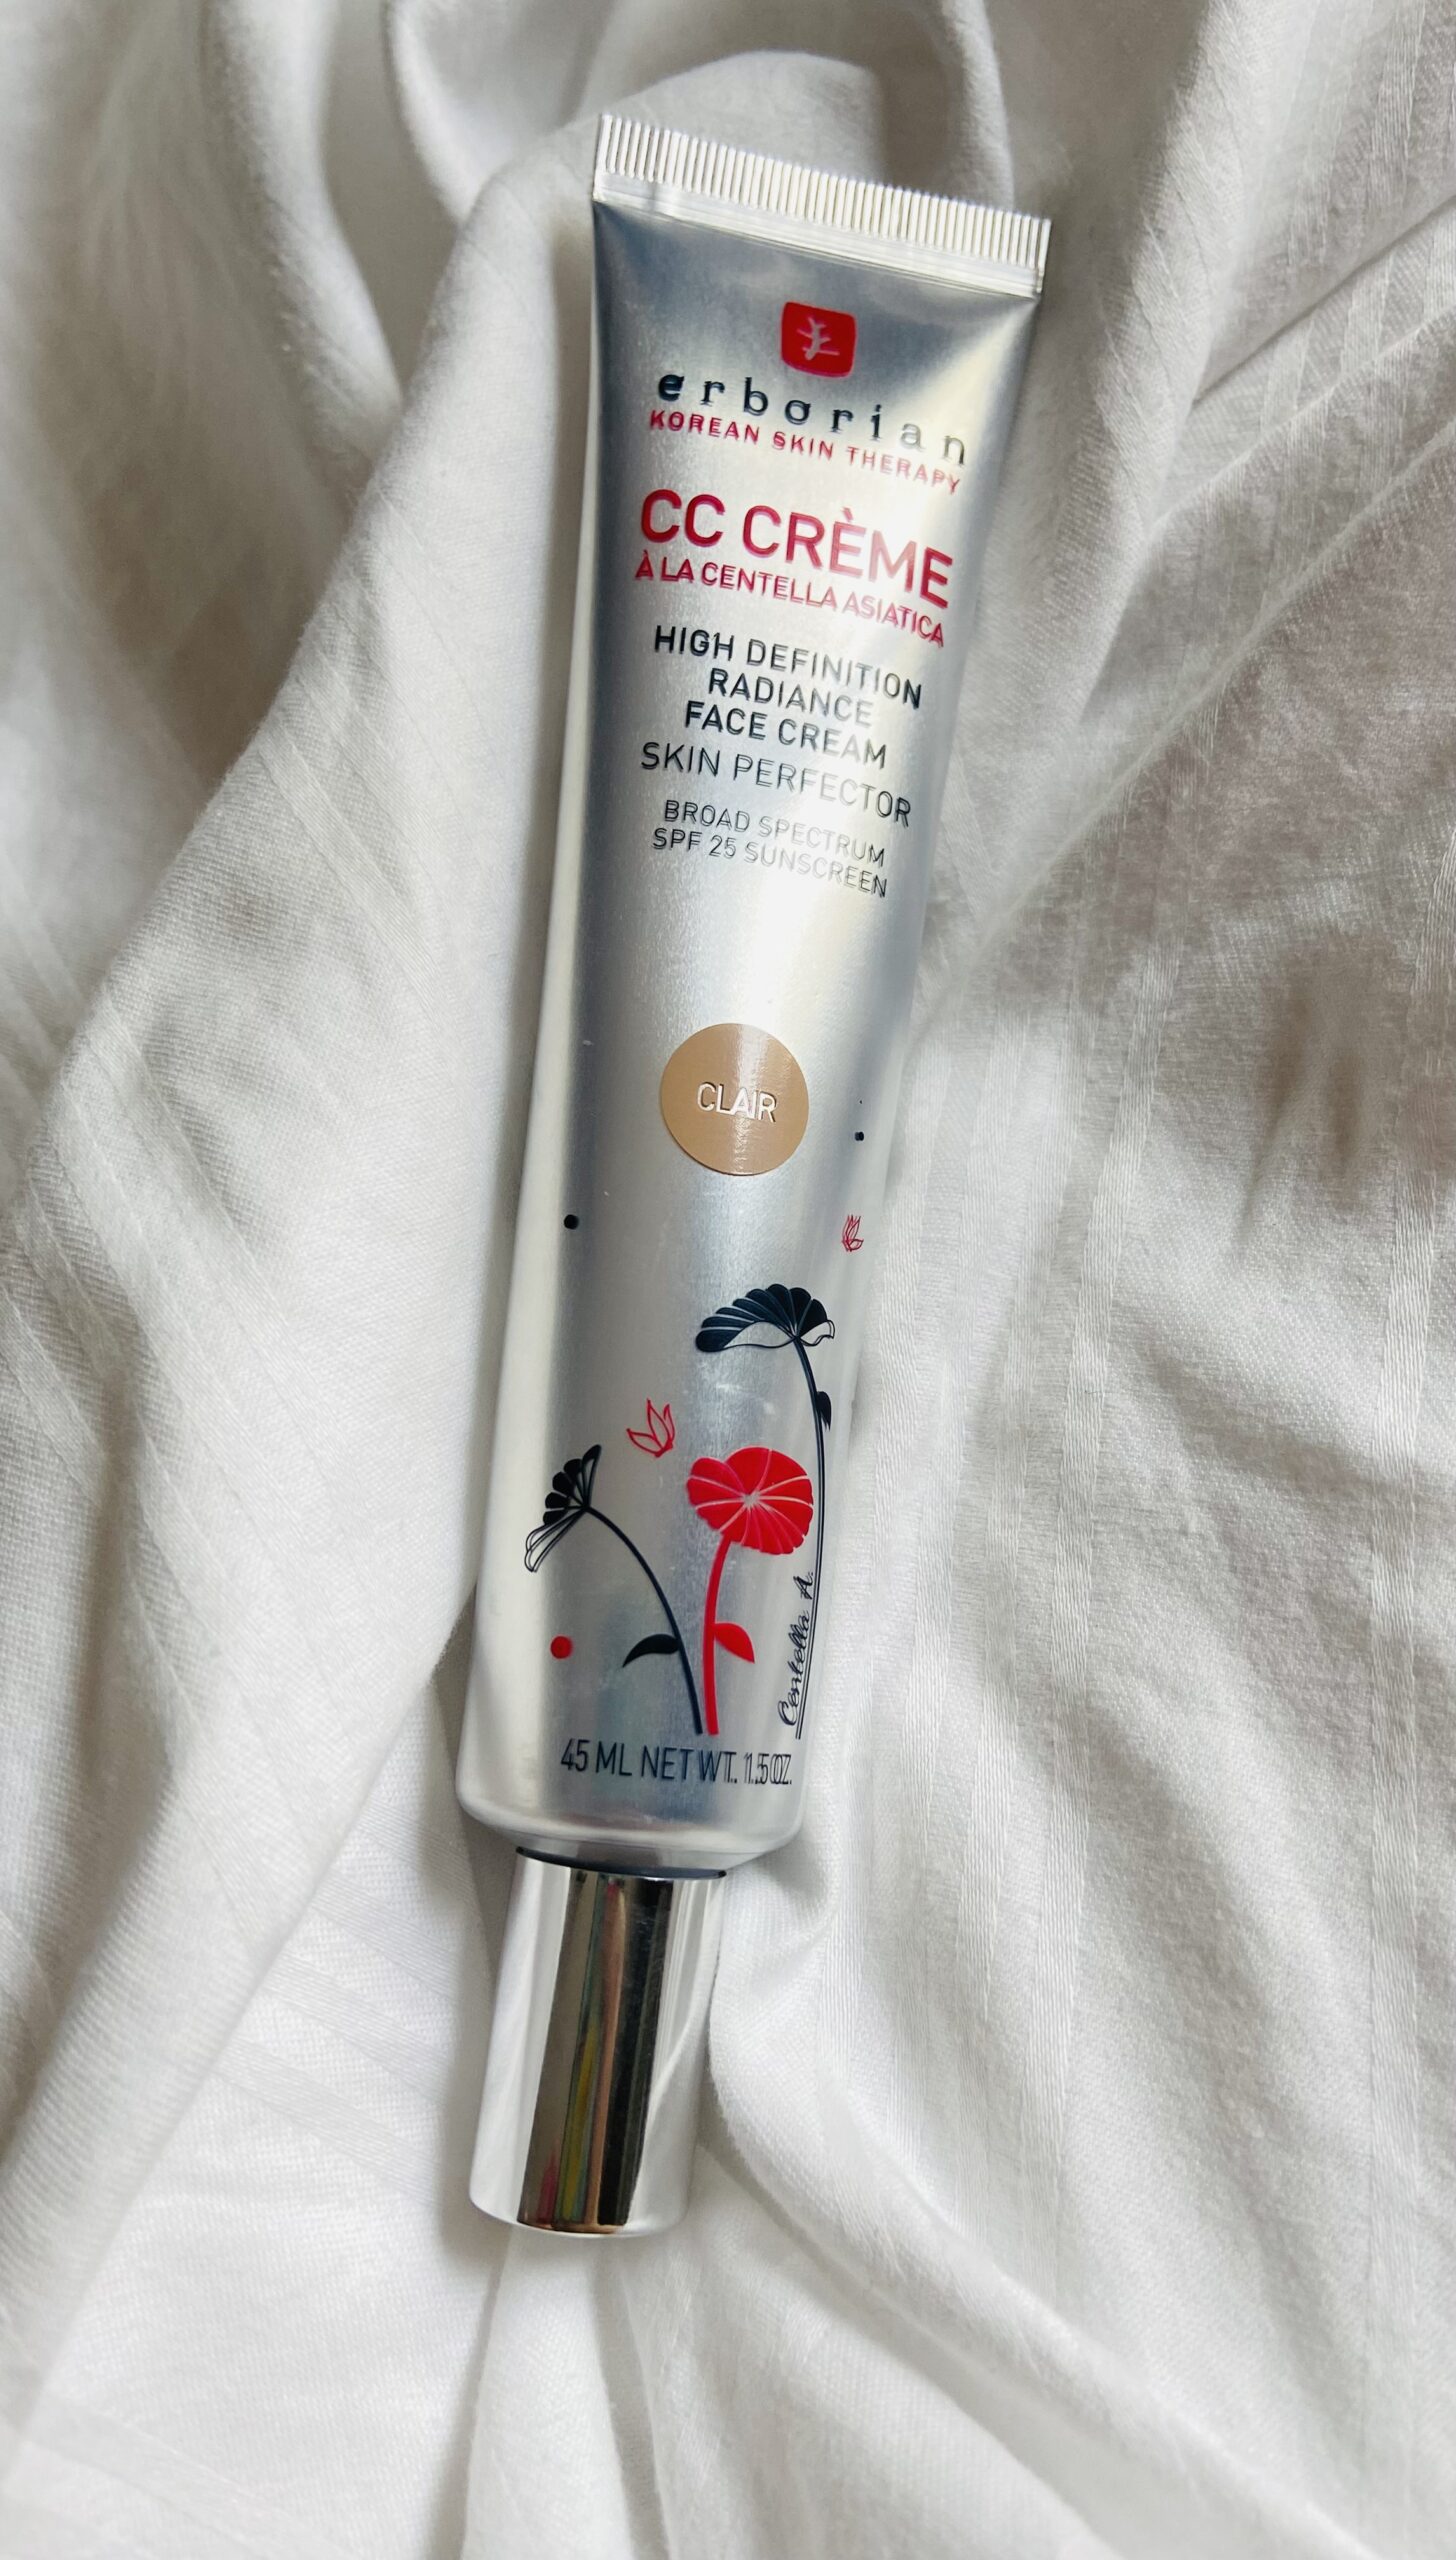 erborian
KOREAN SKIN THERAPY
CC CRÈME
À LA CENTELLA ASIATICA
HIGH DEFINITION
RADIANCE
FACE CREAM
SKIN PERFECTOR
BROAD SPECTRUM
SPF 25 SUNSCREEN
CLAIR
Centella A.
45 ML NET WT. 1.5 OZ.